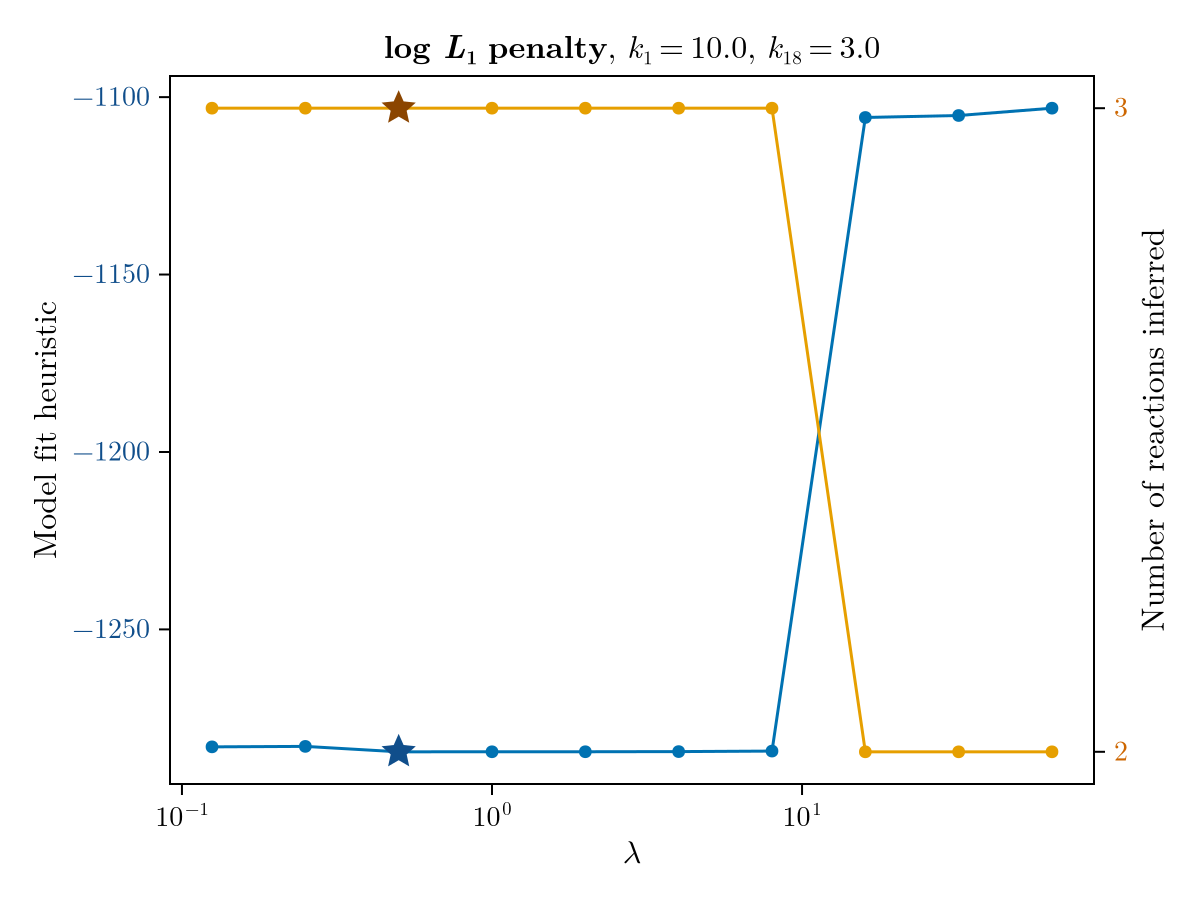 log L₁ penalty, k₁ = 10.0, k₁₈ = 3.0
−1100
−1150
−1200
−1250
Model fit heuristic
3
2
Number of reactions inferred
10⁻¹
10⁰
10¹
λ